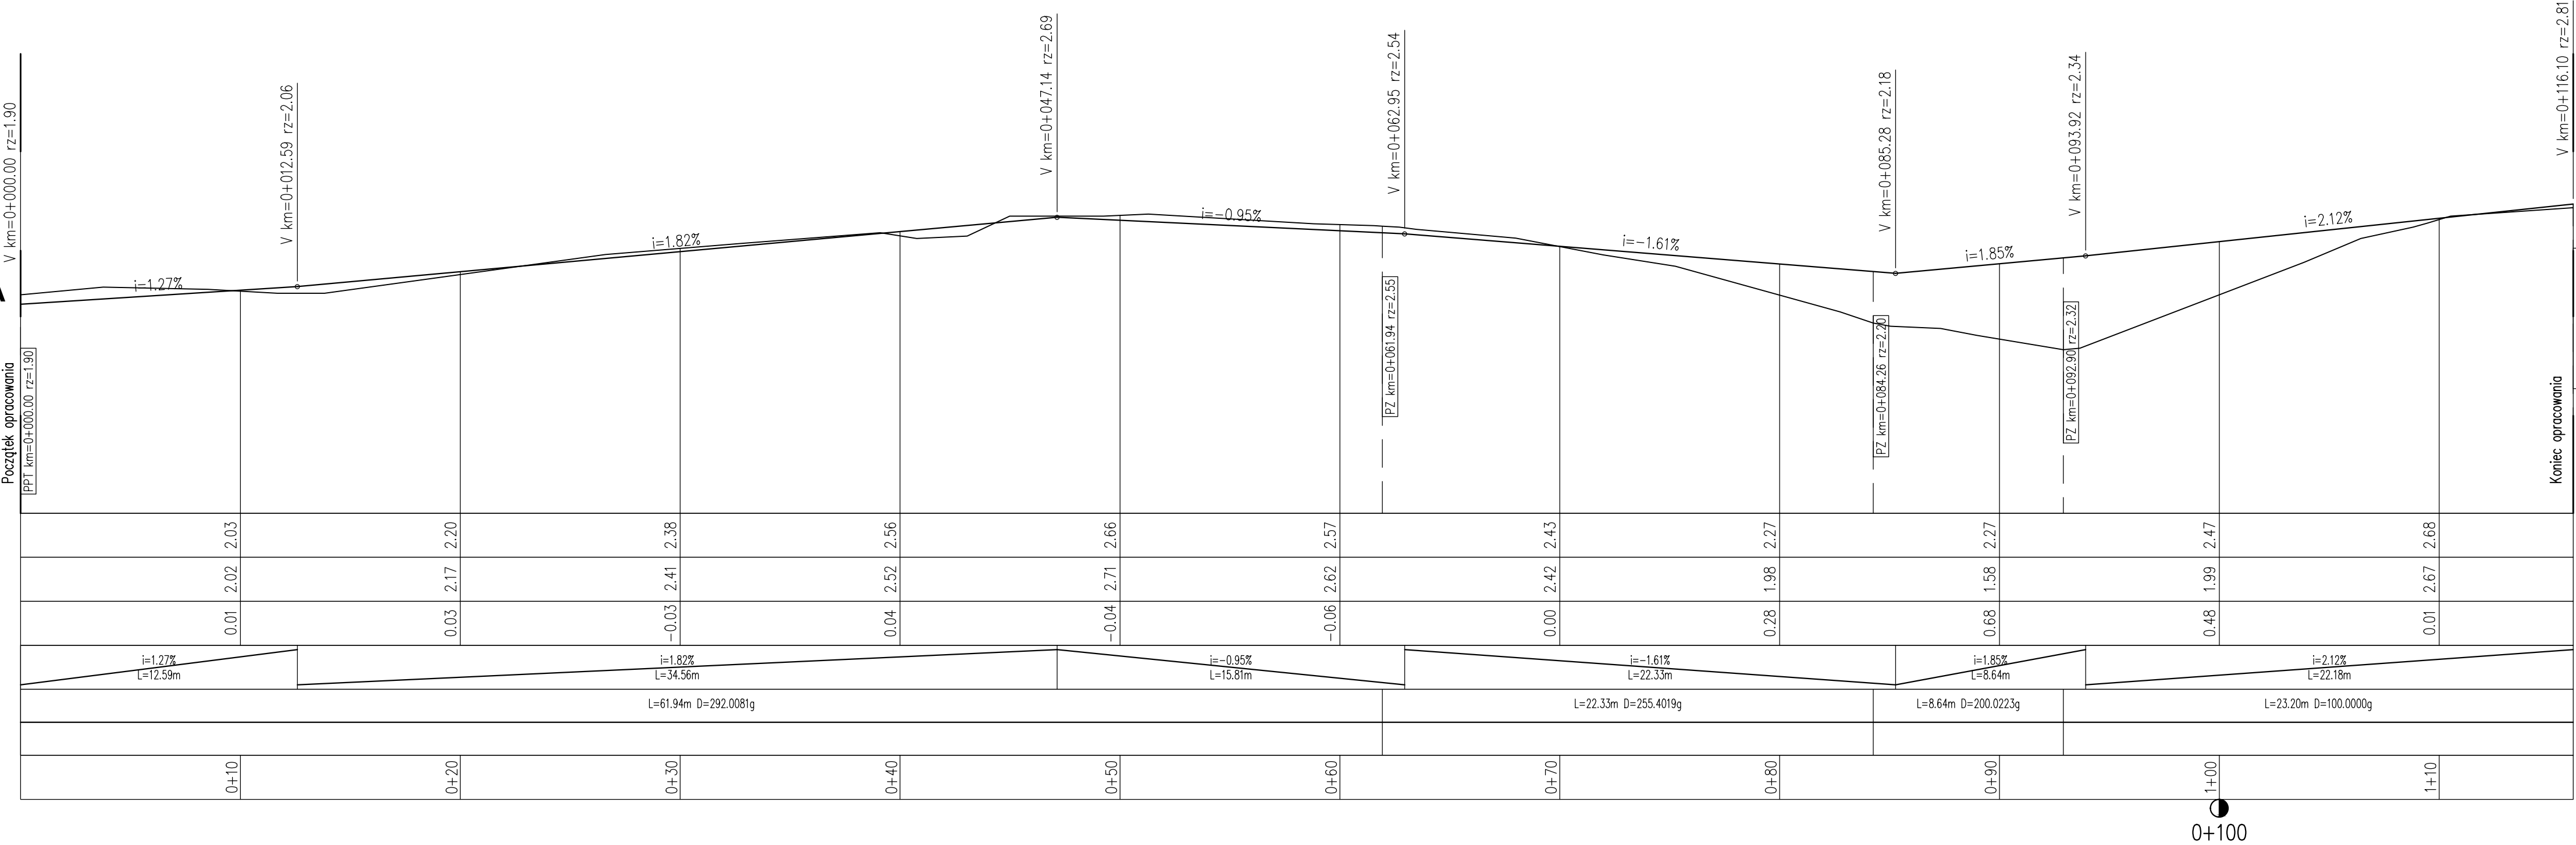 V km=0+000.00 rz=1.90
V km=0+012.59 rz=2.06
V km=0+047.14 rz=2.69
V km=0+062.95 rz=2.54
V km=0+085.28 rz=2.18
V km=0+093.92 rz=2.34
V km=0+116.10 rz=2.81
i=1.27%
i=1.82%
i=-0.95%
i=-1.61%
i=1.85%
i=2.12%
Początek opracowania
PPT km=0+000.00 rz=1.90
PZ km=0+061.94 rz=2.55
PZ km=0+084.26 rz=2.20
PZ km=0+092.90 rz=2.32
Koniec opracowania
2.03 2.20 2.38 2.56 2.66 2.57 2.43 2.27 2.27 2.47 2.68
2.02 2.17 2.41 2.52 2.71 2.62 2.42 1.98 1.58 1.99 2.67
0.01 0.03 -0.03 0.04 -0.04 -0.06 0.00 0.28 0.68 0.48 0.01
i=1.27% i=1.82% i=-0.95% i=-1.61% i=1.85% i=2.12%
L=12.59m L=34.56m L=15.81m L=22.33m L=8.64m L=22.18m
L=61.94m D=292.0081g L=22.33m D=255.4019g L=8.64m D=200.0223g L=23.20m D=100.0000g
0+10 0+20 0+30 0+40 0+50 0+60 0+70 0+80 0+90 1+00 1+10
0+100